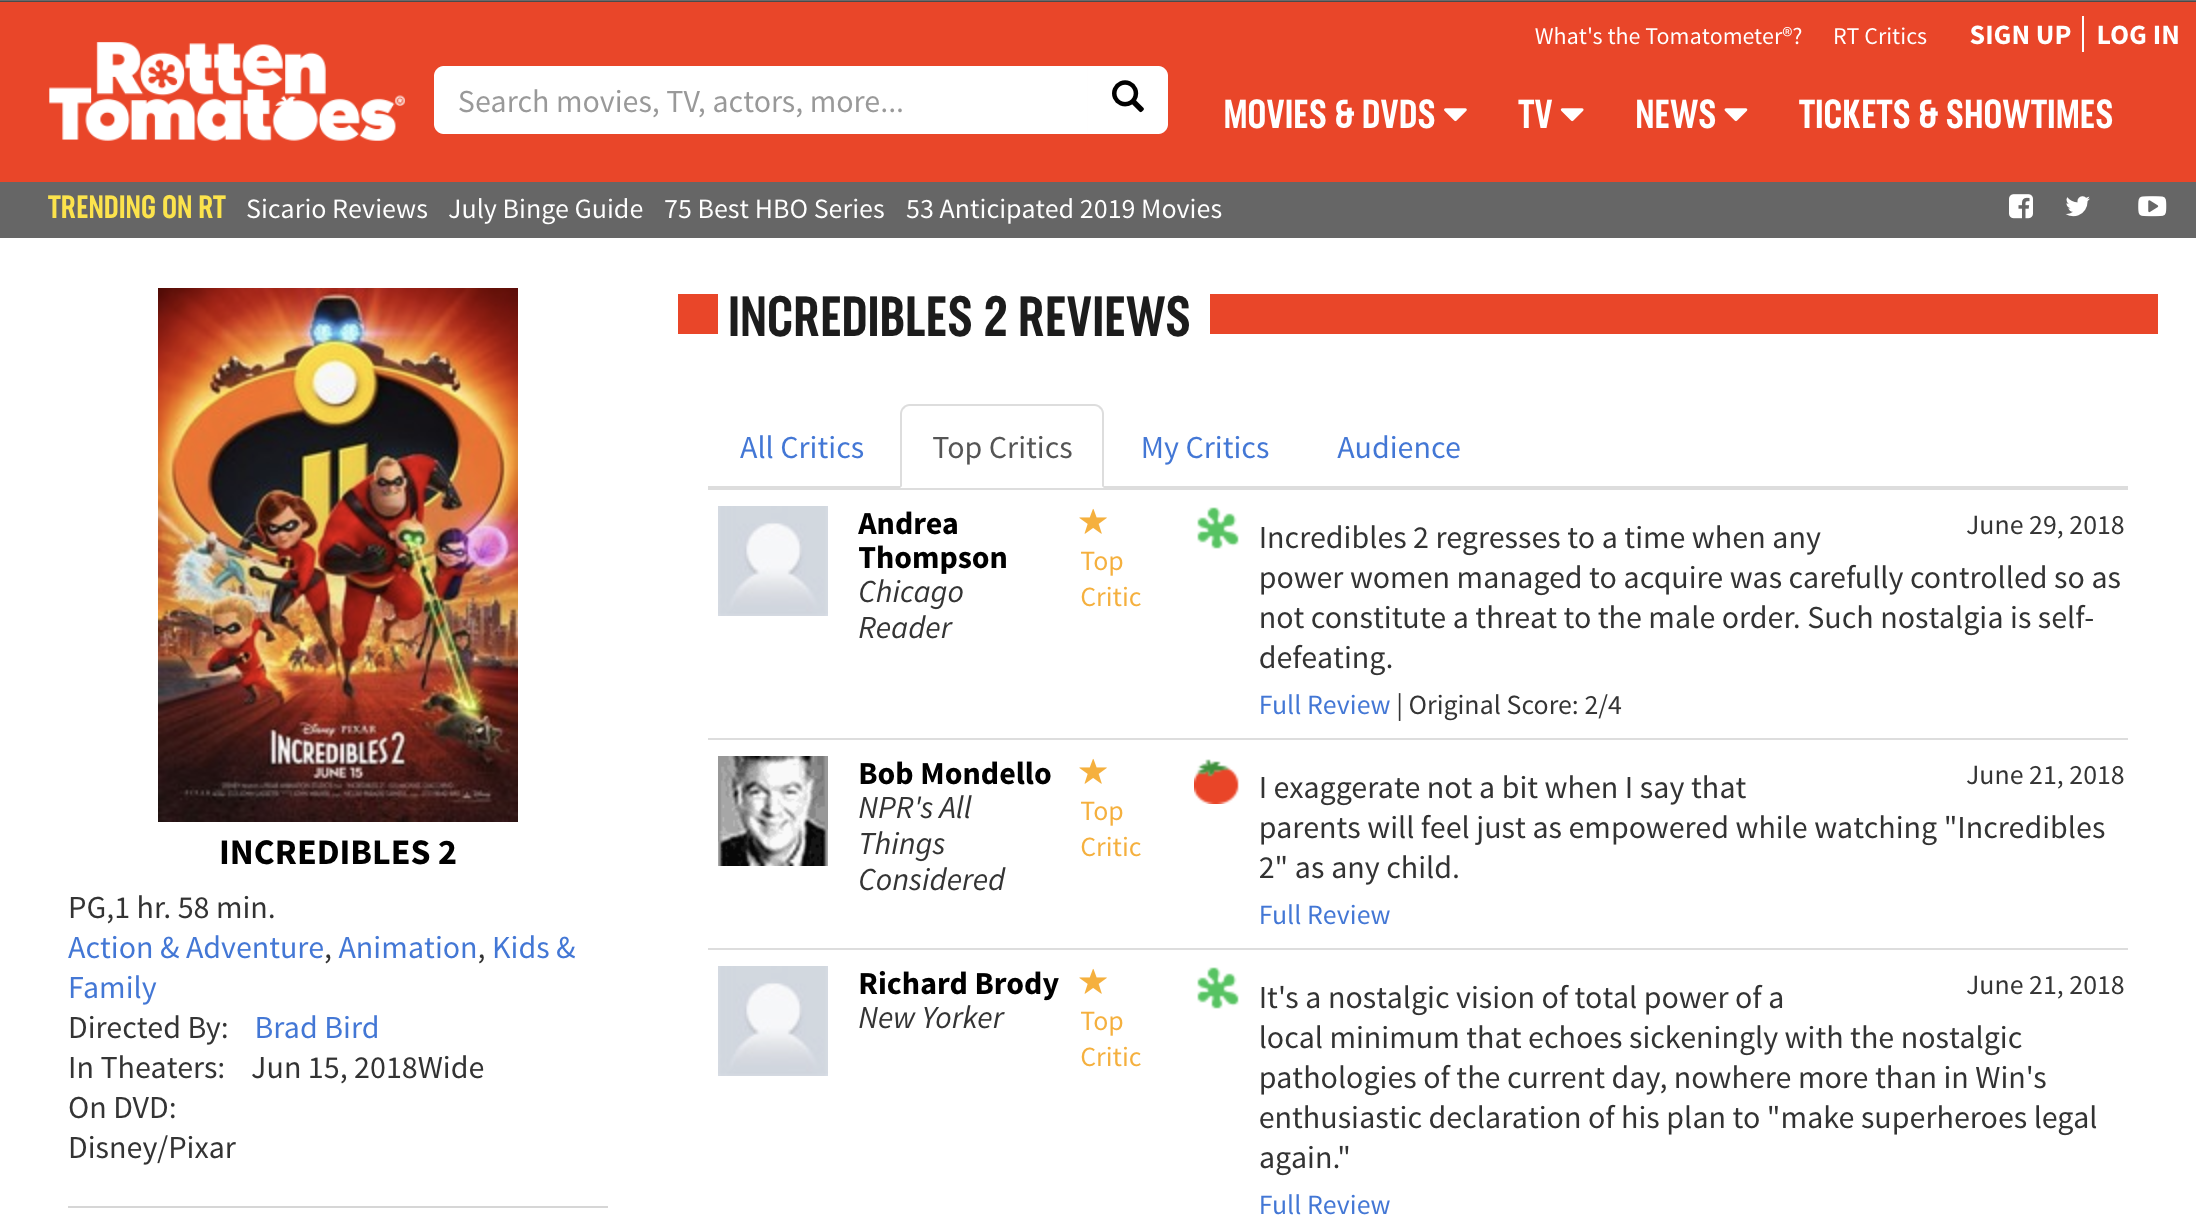 What's the Tomatometer®? RT Critics SIGN UP LOG IN
Rotten
Tomatoes®
Search movies, TV, actors, more...
MOVIES & DVDS TV NEWS TICKETS & SHOWTIMES
TRENDING ON RT Sicario Reviews July Binge Guide 75 Best HBO Series 53 Anticipated 2019 Movies
Disney PIXAR
INCREDIBLES 2
JUNE 15
INCREDIBLES 2
PG,1 hr. 58 min.
Action & Adventure, Animation, Kids &
Family
Directed By: Brad Bird
In Theaters: Jun 15, 2018Wide
On DVD:
Disney/Pixar
INCREDIBLES 2 REVIEWS
All Critics Top Critics My Critics Audience
Andrea
Thompson
Chicago
Reader
Top
Critic
June 29, 2018
Incredibles 2 regresses to a time when any
power women managed to acquire was carefully controlled so as
not constitute a threat to the male order. Such nostalgia is self-
defeating.
Full Review | Original Score: 2/4
Bob Mondello
NPR's All
Things
Considered
Top
Critic
June 21, 2018
I exaggerate not a bit when I say that
parents will feel just as empowered while watching "Incredibles
2" as any child.
Full Review
Richard Brody
New Yorker
Top
Critic
June 21, 2018
It's a nostalgic vision of total power of a
local minimum that echoes sickeningly with the nostalgic
pathologies of the current day, nowhere more than in Win's
enthusiastic declaration of his plan to "make superheroes legal
again."
Full Review